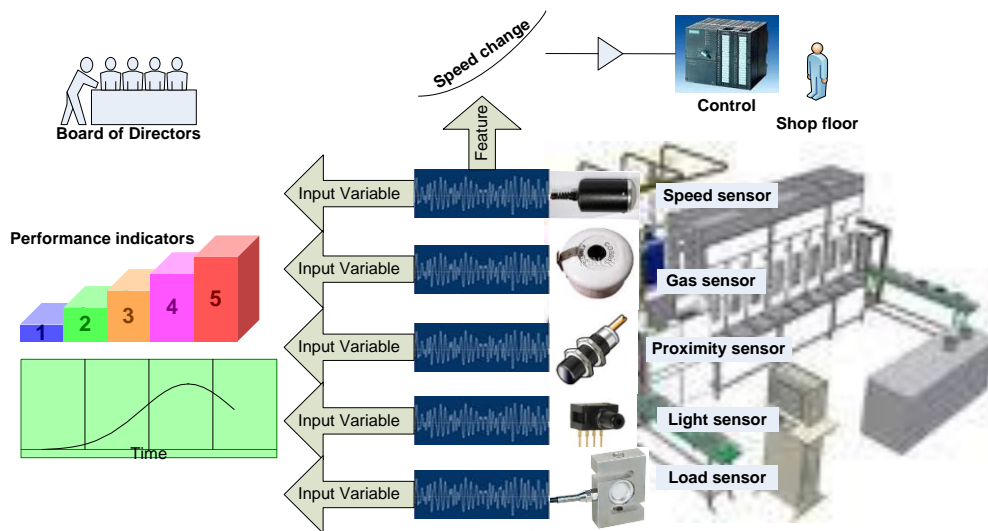 Speed change
Control
Shop floor
Board of Directors
Feature
Input Variable
Speed sensor
Performance indicators
Input Variable
Gas sensor
1
2
3
4
5
Input Variable
Proximity sensor
Input Variable
Light sensor
Time
Input Variable
Load sensor